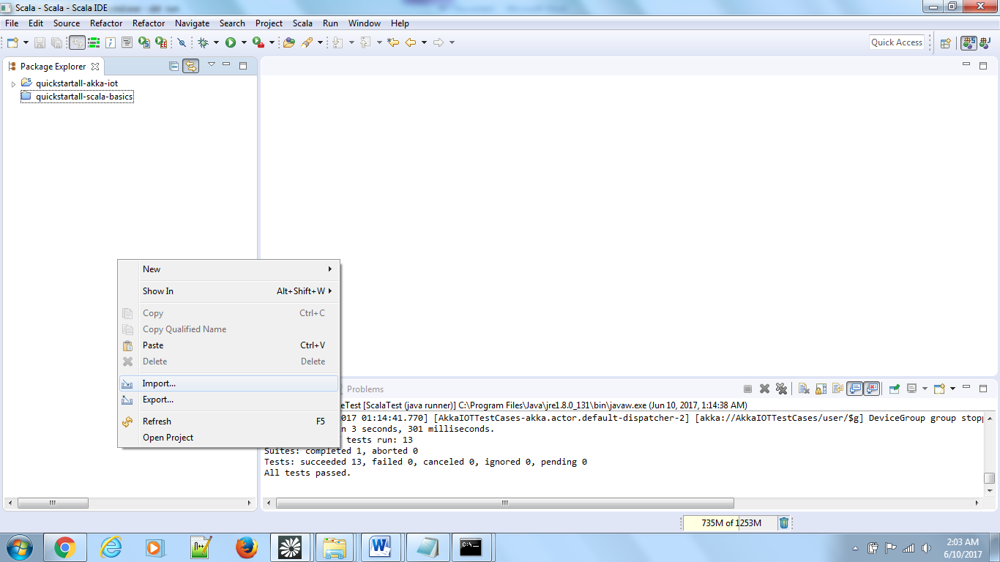 Scala - Scala - Scala IDE
File Edit Source Refactor Refactor Navigate Search Project Scala Run Window Help
Quick Access
Package Explorer
quickstartall-akka-iot
quickstartall-scala-basics
New
Show In Alt+Shift+W
Copy Ctrl+C
Copy Qualified Name
Paste Ctrl+V
Delete Delete
Import...
Export...
Refresh F5
Open Project
Problems
eTest [ScalaTest (java runner)] C:\Program Files\Java\jre1.8.0_131\bin\javaw.exe (Jun 10, 2017, 1:14:38 AM)
017 01:14:41.770] [AkkaIOTTestCases-akka.actor.default-dispatcher-2] [akka://AkkaIOTTestCases/user/$g] DeviceGroup group stopp
n 3 seconds, 301 milliseconds.
tests run: 13
Suites: completed 1, aborted 0
Tests: succeeded 13, failed 0, canceled 0, ignored 0, pending 0
All tests passed.
735M of 1253M
2:03 AM
6/10/2017